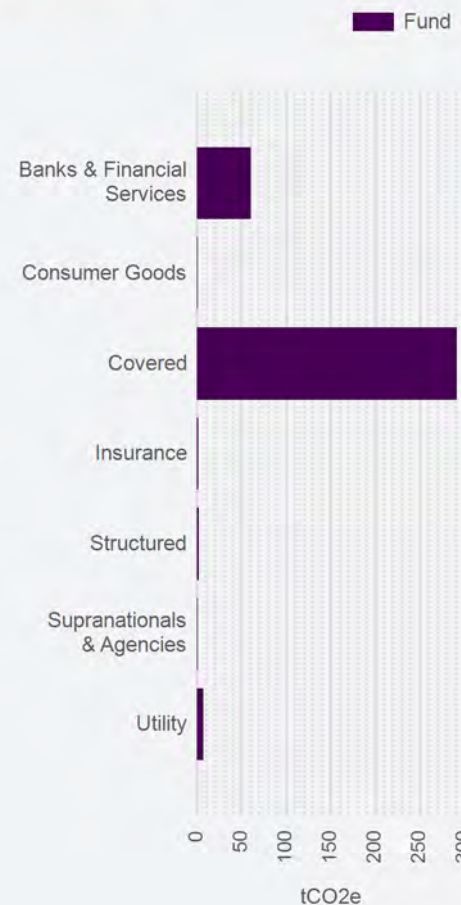 Fund
Banks & Financial
Services
Consumer Goods
Covered
Insurance
Structured
Supranationals
& Agencies
Utility
0
50
100
150
200
250
300
tCO2e